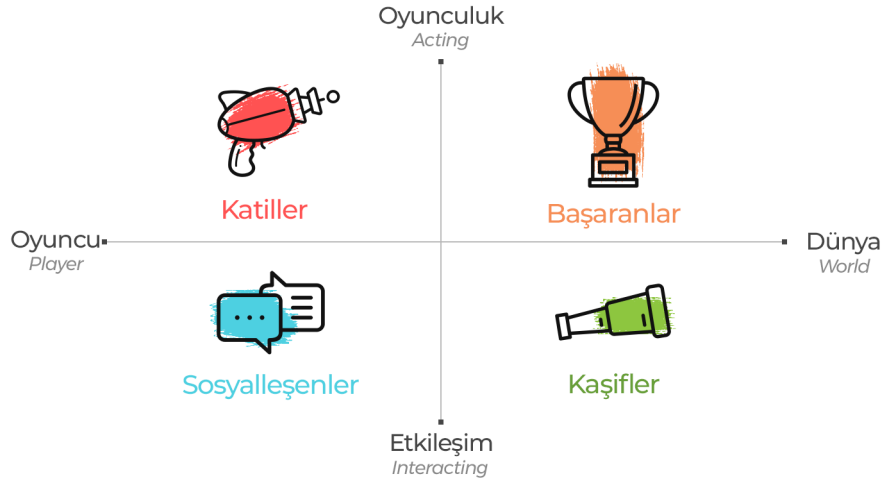 Oyunculuk
Acting
Katiller
Başaranlar
Oyuncu
Player
Dünya
World
Sosyalleşenler
Kaşifler
Etkileşim
Interacting